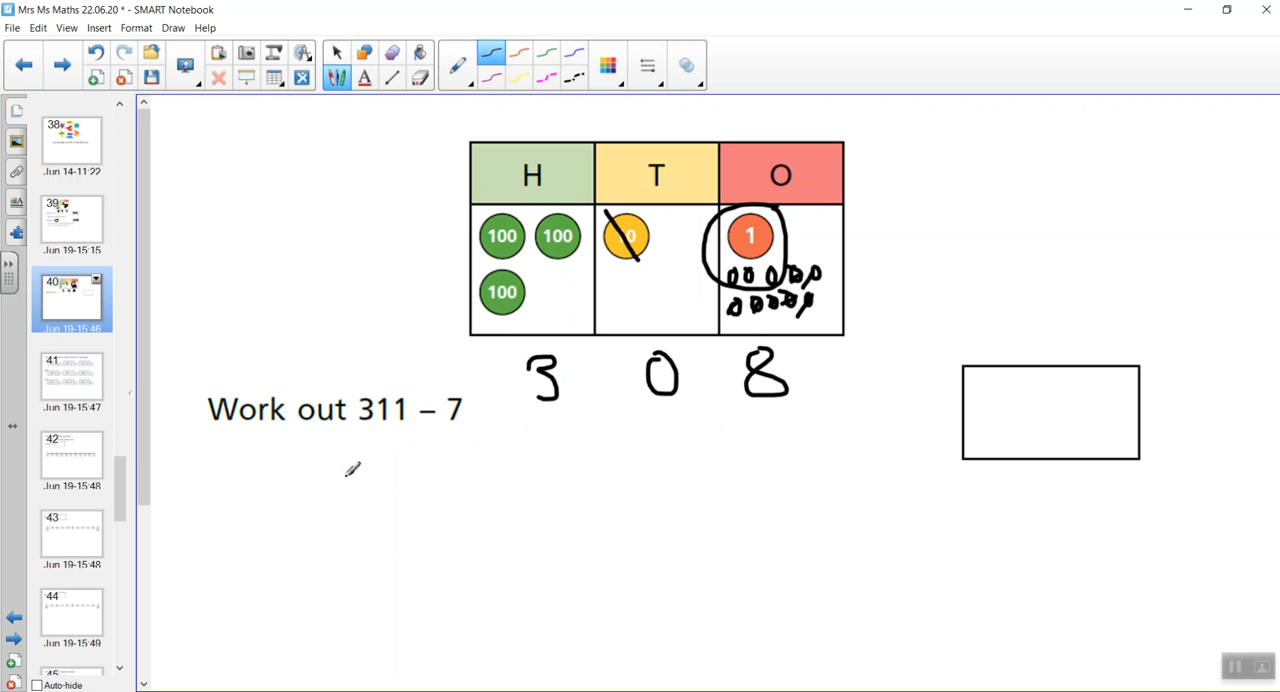 Mrs Ms Maths 22.06.20 * - SMART Notebook
File Edit View Insert Format Draw Help
38
Jun 14-11:22
39
Jun 19-15:15
40
Jun 19-15:46
41
Jun 19-15:47
42
Jun 19-15:48
43
Jun 19-15:48
44
Jun 19-15:49
45
Auto-hide
H T O
100 100 10 1
100
3 0 8
Work out 311 – 7